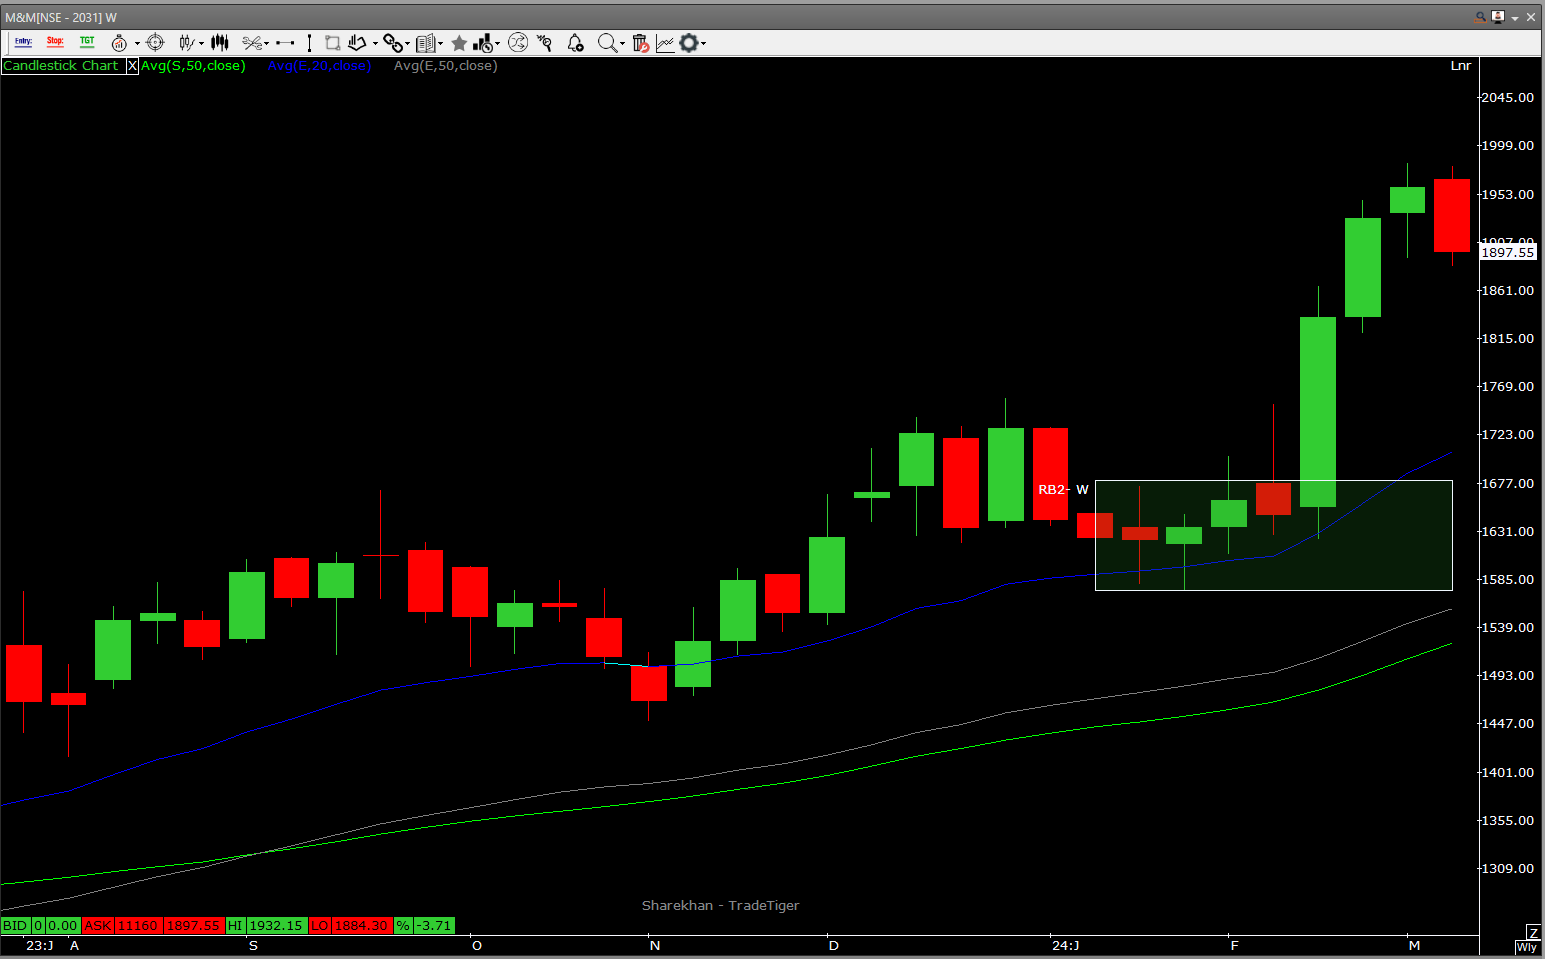 M&M[NSE - 2031] W
Entry: Stop: TGT
Candlestick Chart X Avg(S,50,close) Avg(E,20,close) Avg(E,50,close) Lnr
2045.00
1999.00
1953.00
1907.00
1897.55
1861.00
1815.00
1769.00
1723.00
1677.00
RB2- W
1631.00
1585.00
1539.00
1493.00
1447.00
1401.00
1355.00
1309.00
Sharekhan - TradeTiger
BID 0 0.00 ASK 11160 1897.55 HI 1932.15 LO 1884.30 % -3.71
Z
23:J A S O N D 24:J F M
Wly